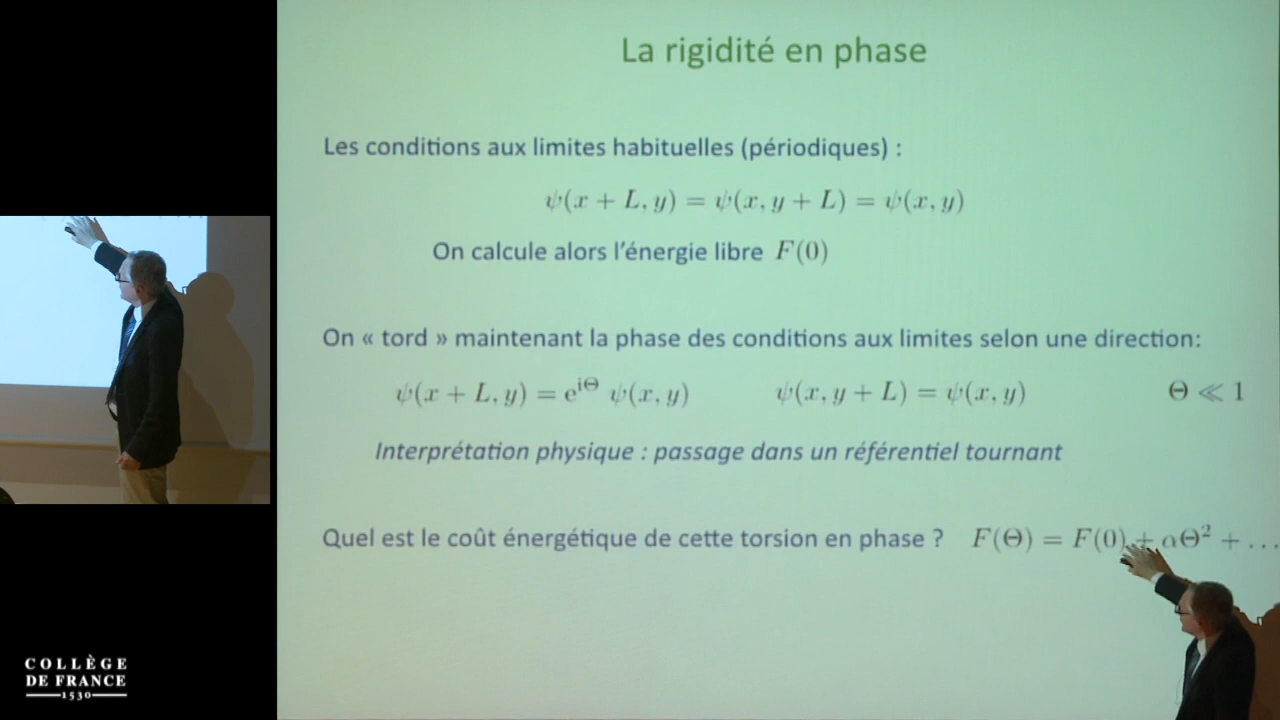 La rigidité en phase
Les conditions aux limites habituelles (périodiques) :
ψ(x + L, y) = ψ(x, y + L) = ψ(x, y)
On calcule alors l'énergie libre F(0)
On « tord » maintenant la phase des conditions aux limites selon une direction:
ψ(x + L, y) = e^{iΘ} ψ(x, y) ψ(x, y + L) = ψ(x, y) Θ ≪ 1
Interprétation physique : passage dans un référentiel tournant
Quel est le coût énergétique de cette torsion en phase ? F(Θ) = F(0) + αΘ² + ...
COLLÈGE
DE FRANCE
1530